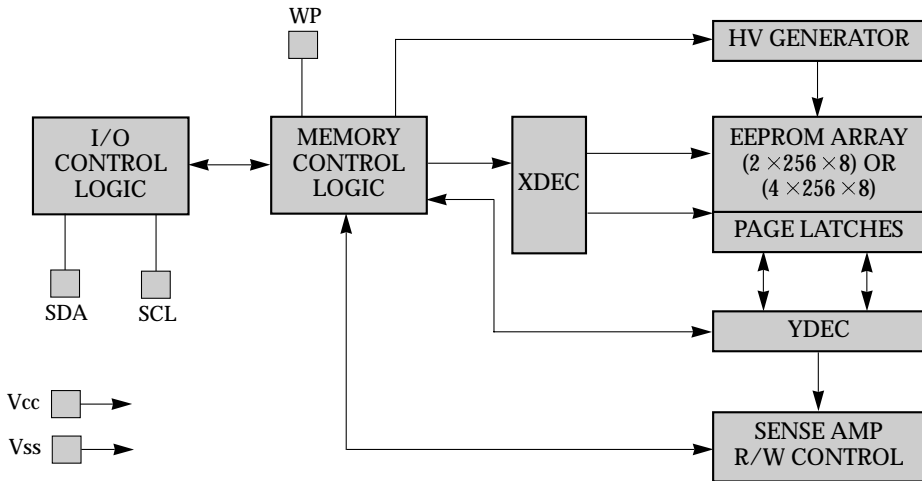 WP
HV GENERATOR
I/O
CONTROL
LOGIC
MEMORY
CONTROL
LOGIC
XDEC
EEPROM ARRAY
(2 ×256 ×8) OR
(4 ×256 ×8)
PAGE LATCHES
SDA
SCL
YDEC
Vcc
Vss
SENSE AMP
R/W CONTROL